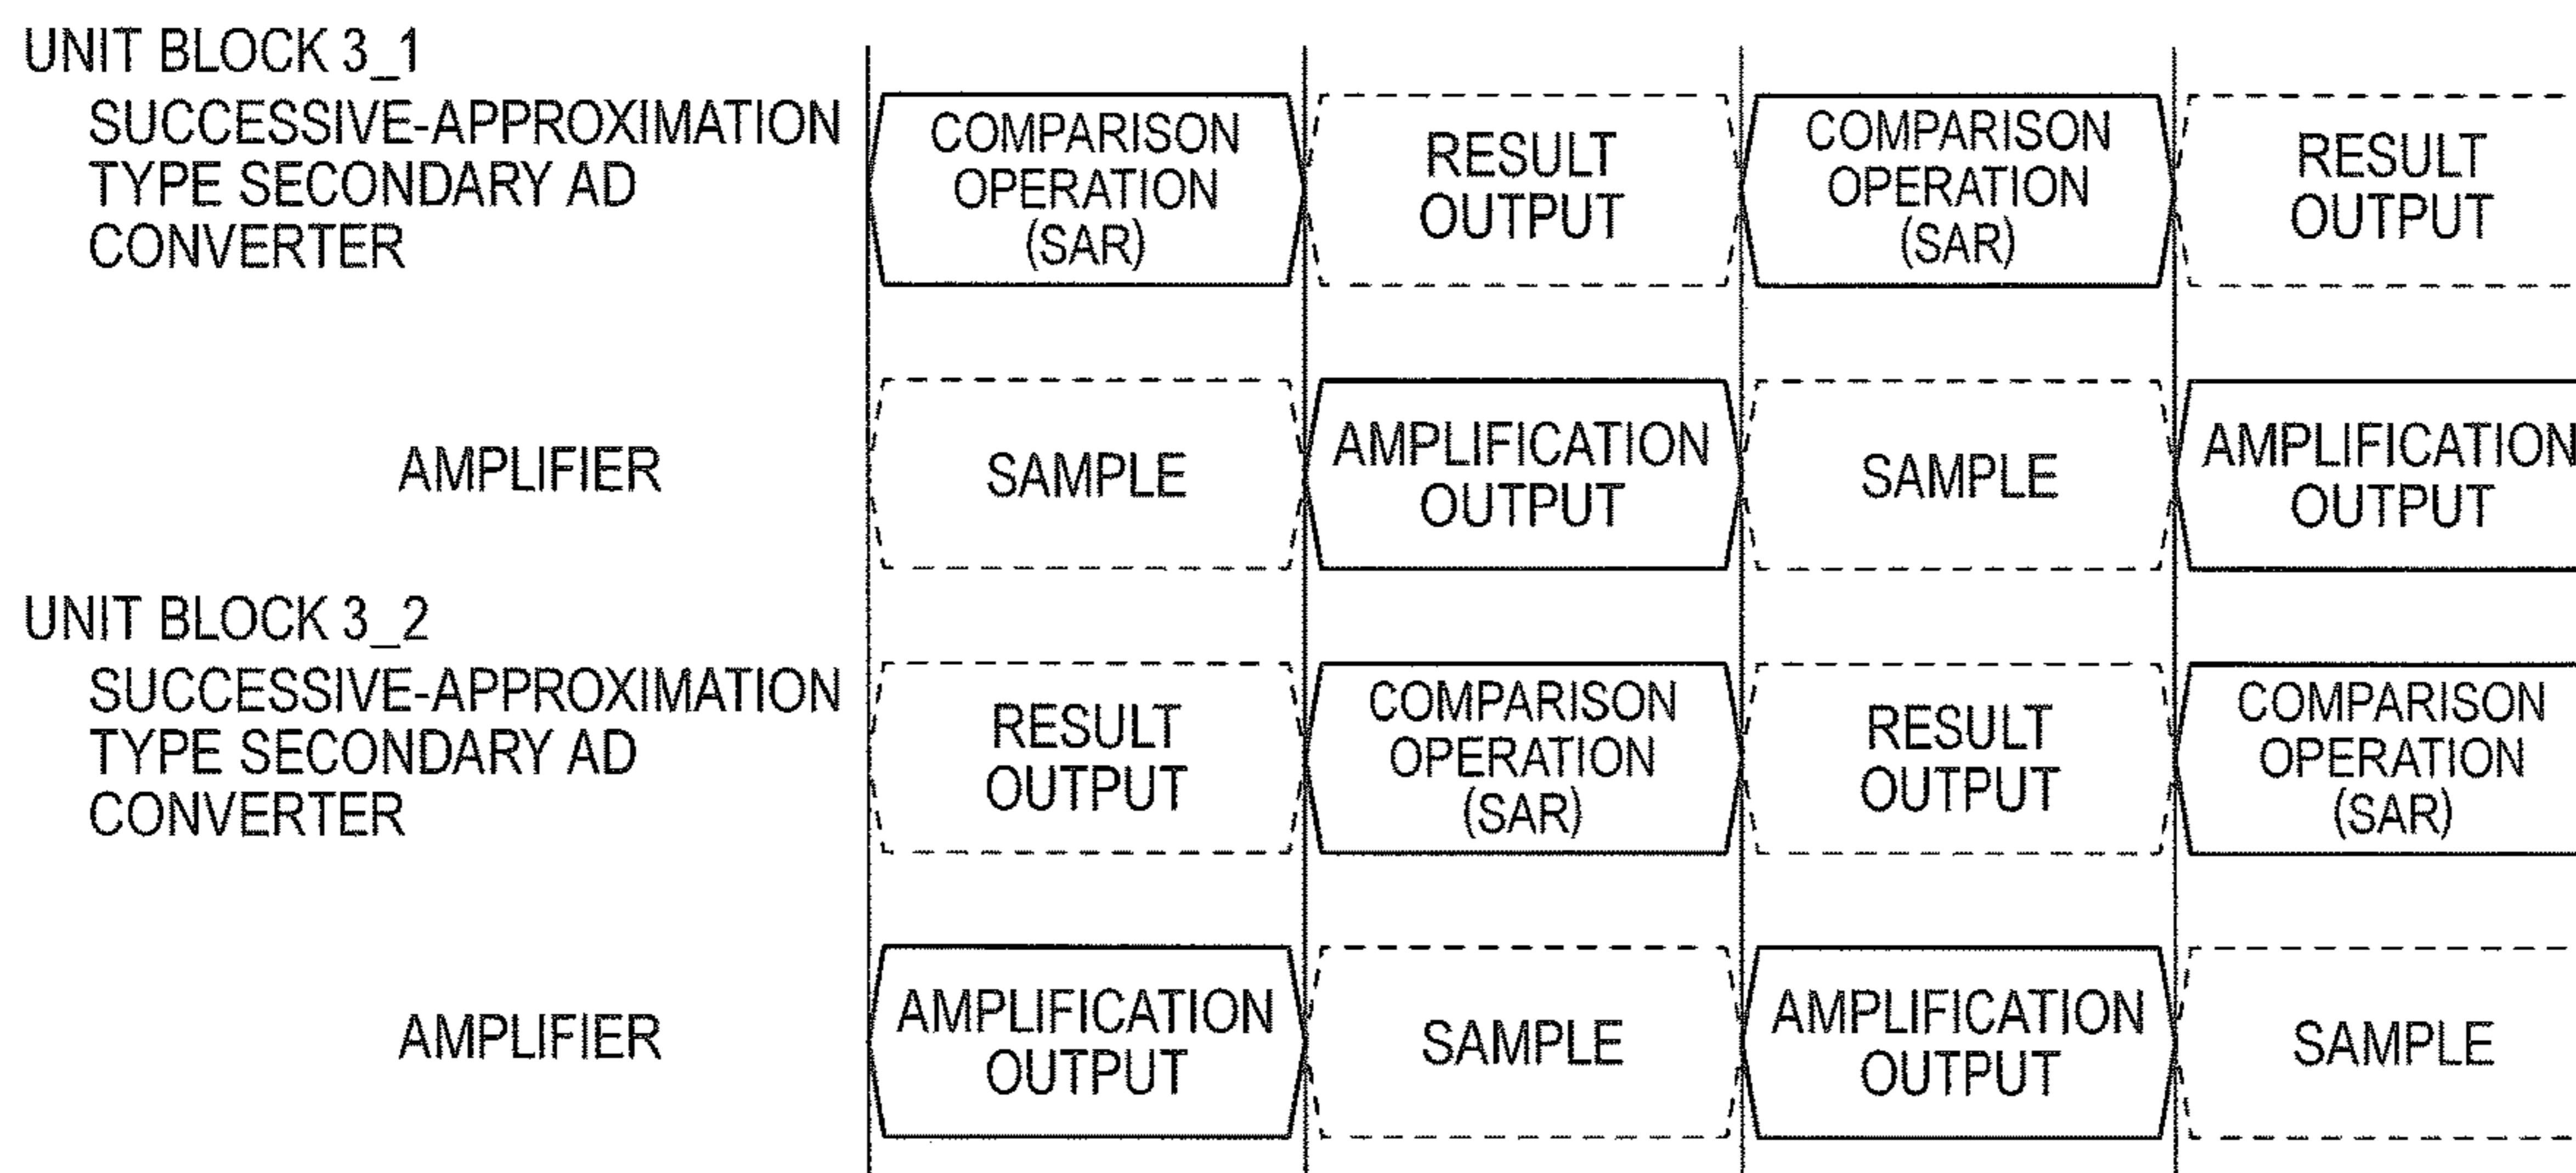 UNIT BLOCK 3_1
SUCCESSIVE-APPROXIMATION
TYPE SECONDARY AD
CONVERTER
COMPARISON
OPERATION
(SAR)
RESULT
OUTPUT
COMPARISON
OPERATION
(SAR)
RESULT
OUTPUT
AMPLIFIER
SAMPLE
AMPLIFICATION
OUTPUT
SAMPLE
AMPLIFICATION
OUTPUT
UNIT BLOCK 3_2
SUCCESSIVE-APPROXIMATION
TYPE SECONDARY AD
CONVERTER
RESULT
OUTPUT
COMPARISON
OPERATION
(SAR)
RESULT
OUTPUT
COMPARISON
OPERATION
(SAR)
AMPLIFIER
AMPLIFICATION
OUTPUT
SAMPLE
AMPLIFICATION
OUTPUT
SAMPLE